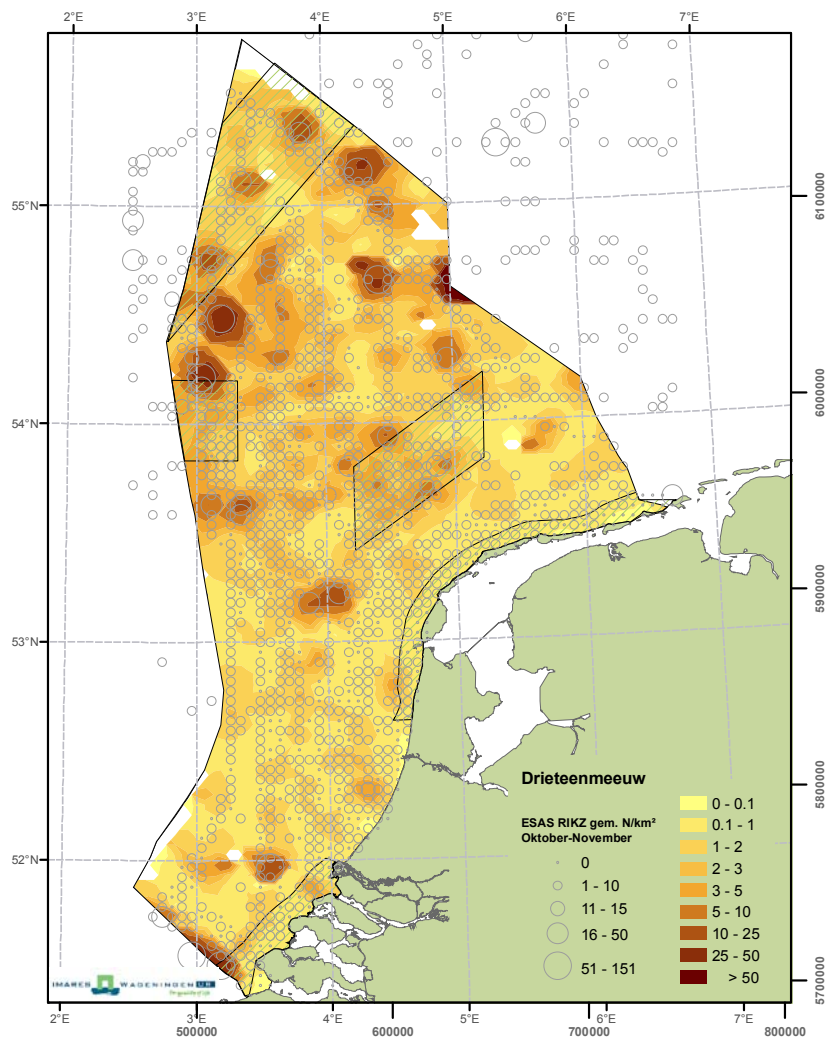 2°E 3°E 4°E 5°E 6°E 7°E
55°N
54°N
53°N
52°N
6100000
6000000
5900000
5800000
5700000
Drieteenmeeuw
ESAS RIKZ gem. N/km²
Oktober-November
0
1 - 10
11 - 15
16 - 50
51 - 151
0 - 0.1
0.1 - 1
1 - 2
2 - 3
3 - 5
5 - 10
10 - 25
25 - 50
> 50
IMARES WAGENINGEN UR
2°E 3°E 4°E 5°E 6°E 7°E
500000 600000 700000 800000